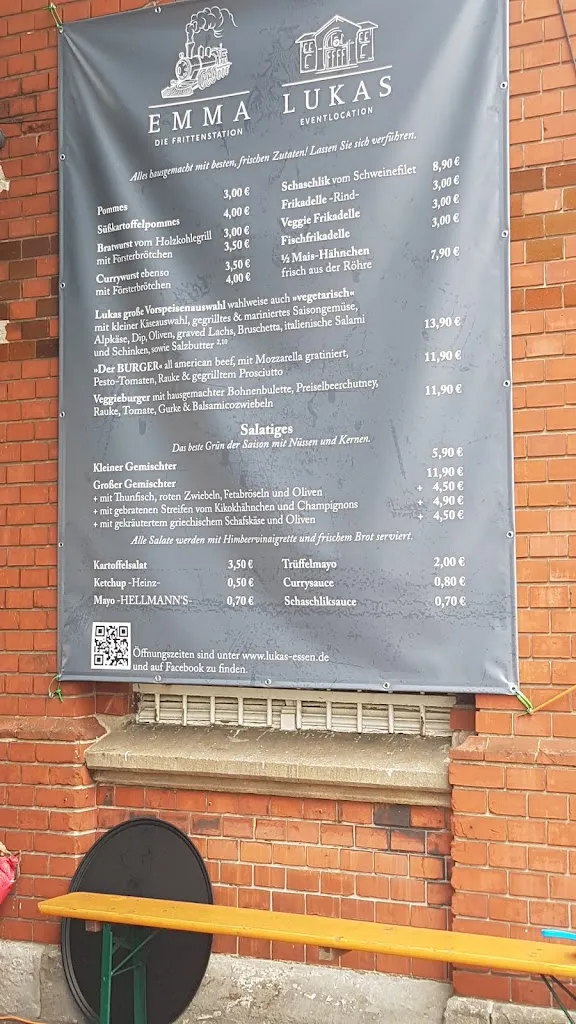 EMMA
DIE FRITTENSTATION
LUKAS
EVENTLOCATION
Alles hausgemacht mit besten, frischen Zutaten! Lassen Sie sich verführen.
Pommes 3,00 €
Süßkartoffelpommes 4,00 €
Bratwurst vom Holzkohlegrill 3,00 €
mit Försterbrötchen 3,50 €
Currywurst ebenso 3,50 €
mit Försterbrötchen 4,00 €
Schaschlik vom Schweinefilet 8,90 €
Frikadelle -Rind- 3,00 €
Veggie Frikadelle 3,00 €
Fischfrikadelle 3,00 €
½ Mais-Hähnchen 7,90 €
frisch aus der Röhre
Lukas große Vorspeisenauswahl wahlweise auch »vegetarisch«
mit kleiner Käseauswahl, gegrilltes & mariniertes Saisongemüse,
Alpkäse, Dip, Oliven, graved Lachs, Bruschetta, italienische Salami
und Schinken, sowie Salzbutter 2,10 13,90 €
»Der BURGER« all american beef, mit Mozzarella gratiniert, 11,90 €
Pesto-Tomaten, Rauke & gegrilltem Prosciutto
Veggieburger mit hausgemachter Bohnenbulette, Preiselbeerchutney, 11,90 €
Rauke, Tomate, Gurke & Balsamicozwiebeln
Salatiges
Das beste Grün der Saison mit Nüssen und Kernen.
Kleiner Gemischter 5,90 €
Großer Gemischter 11,90 €
+ mit Thunfisch, roten Zwiebeln, Fetabröseln und Oliven + 4,50 €
+ mit gebratenen Streifen vom Kikokhähnchen und Champignons + 4,90 €
+ mit gekräutertem griechischem Schafskäse und Oliven + 4,50 €
Alle Salate werden mit Himbeervinaigrette und frischem Brot serviert.
Kartoffelsalat 3,50 €
Ketchup -Heinz- 0,50 €
Mayo -HELLMANN'S- 0,70 €
Trüffelmayo 2,00 €
Currysauce 0,80 €
Schaschliksauce 0,70 €
Öffnungszeiten sind unter www.lukas-essen.de
und auf Facebook zu finden.